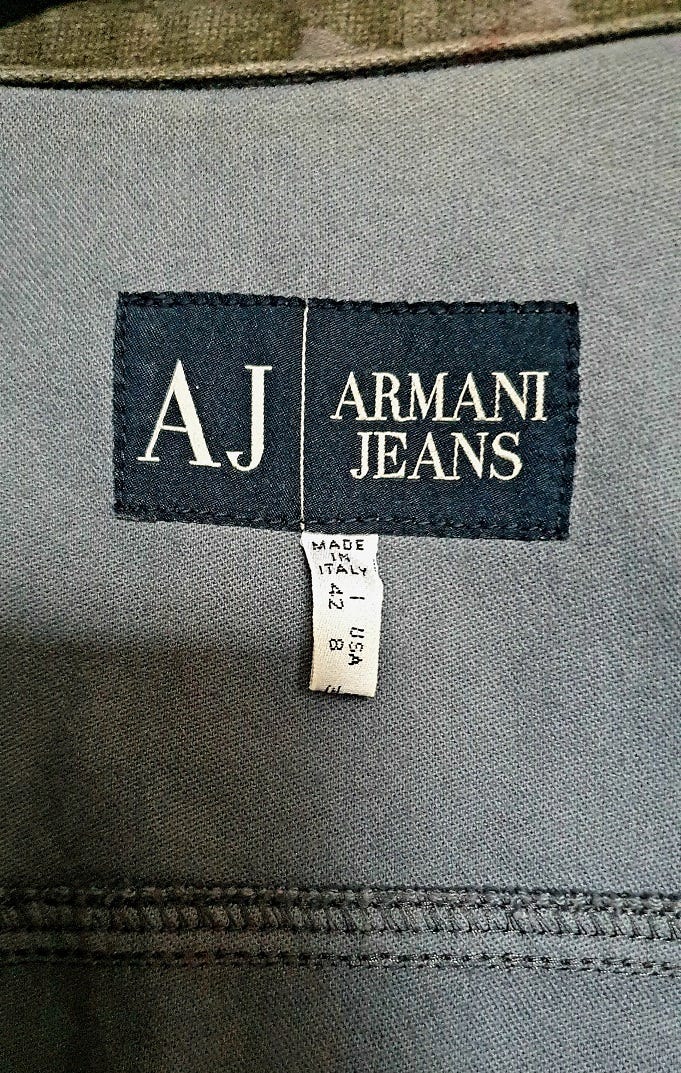 AJ
ARMANI
JEANS
MADE
IN
ITALY
I USA
42 8